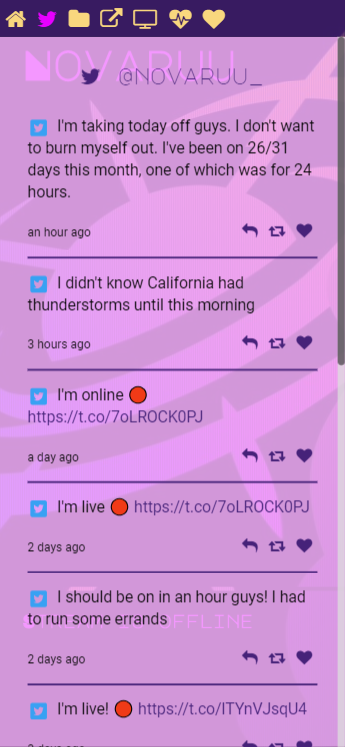 NOVARUU
@NOVARUU_
I'm taking today off guys. I don't want
to burn myself out. I've been on 26/31
days this month, one of which was for 24
hours.
an hour ago
I didn't know California had
thunderstorms until this morning
3 hours ago
I'm online
https://t.co/7oLROCK0PJ
a day ago
I'm live https://t.co/7oLROCK0PJ
2 days ago
I should be on in an hour guys! I had
to run some errands
OFFLINE
2 days ago
I'm live! https://t.co/lTYnVJsqU4